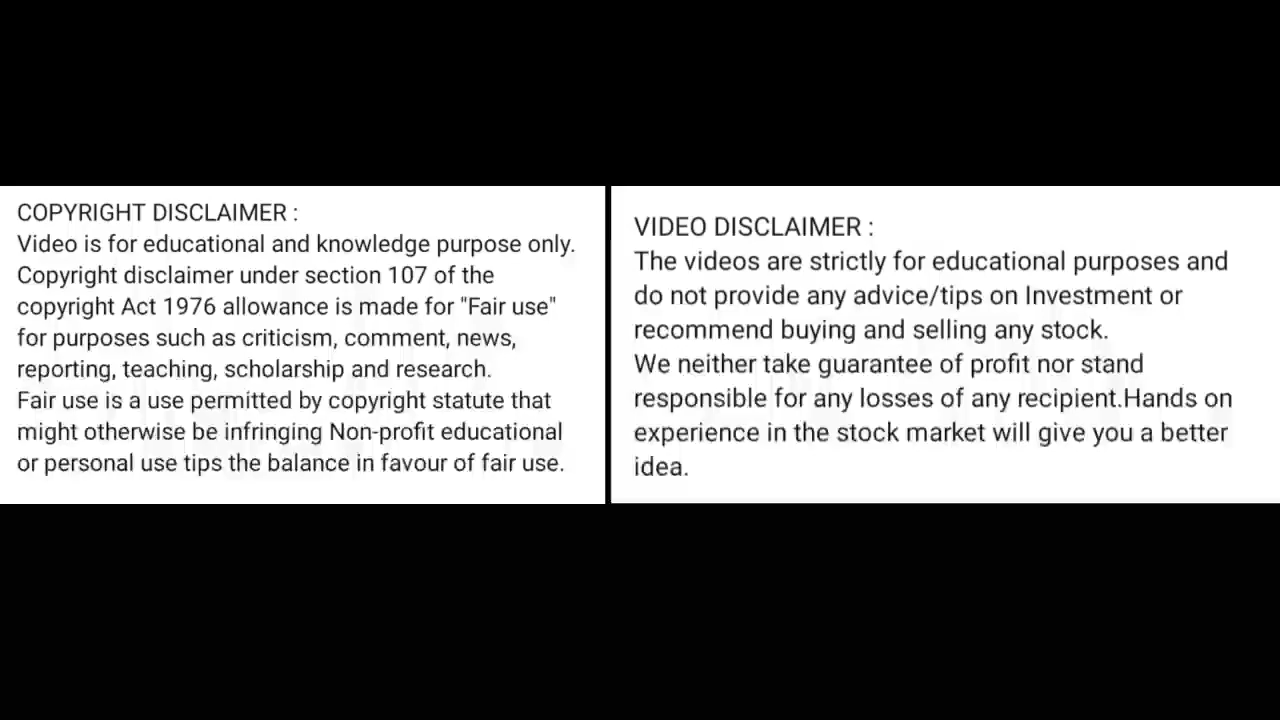 COPYRIGHT DISCLAIMER :
Video is for educational and knowledge purpose only.
Copyright disclaimer under section 107 of the
copyright Act 1976 allowance is made for "Fair use"
for purposes such as criticism, comment, news,
reporting, teaching, scholarship and research.
Fair use is a use permitted by copyright statute that
might otherwise be infringing Non-profit educational
or personal use tips the balance in favour of fair use.
VIDEO DISCLAIMER :
The videos are strictly for educational purposes and
do not provide any advice/tips on Investment or
recommend buying and selling any stock.
We neither take guarantee of profit nor stand
responsible for any losses of any recipient.Hands on
experience in the stock market will give you a better
idea.